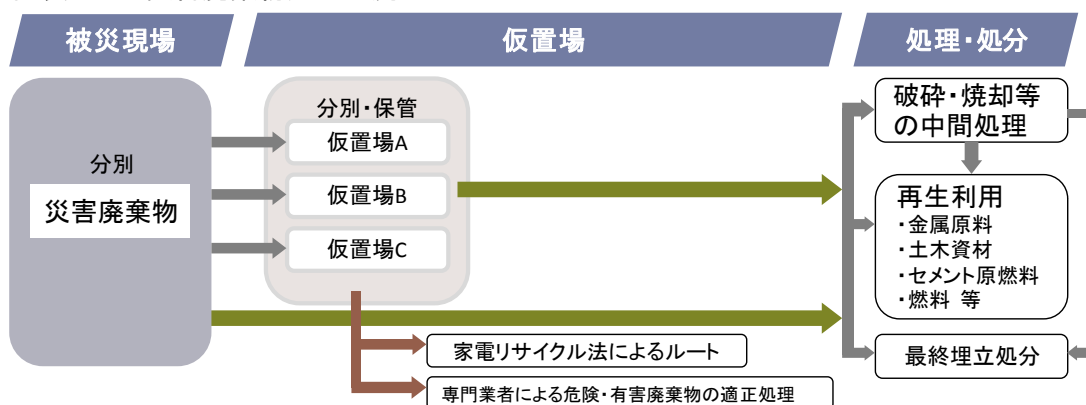 被災現場
仮置場
処理・処分
分別
災害廃棄物
分別・保管
仮置場A
仮置場B
仮置場C
家電リサイクル法によるルート
専門業者による危険・有害廃棄物の適正処理
破砕・焼却等
の中間処理
再生利用
・金属原料
・土木資材
・セメント原燃料
・燃料 等
最終埋立処分